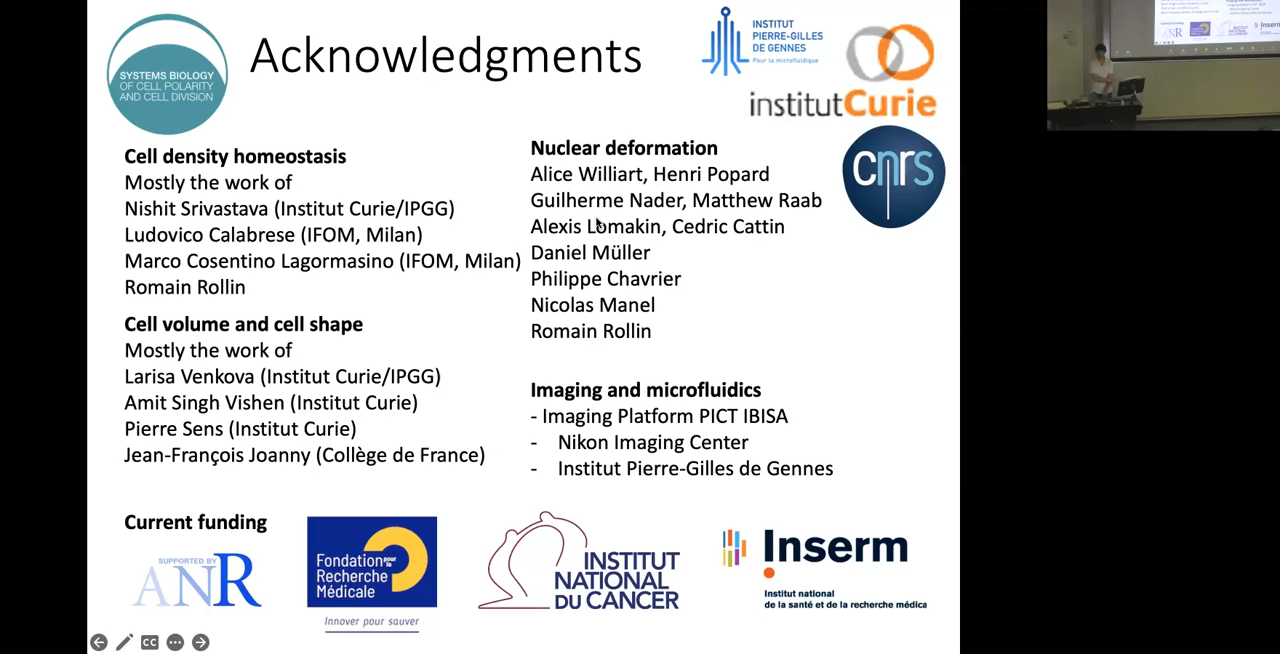 SYSTEMS BIOLOGY
OF CELL POLARITY
AND CELL DIVISION
Acknowledgments
INSTITUT
PIERRE-GILLES
DE GENNES
Pour la microfluidique
institutCurie
cnrs
Cell density homeostasis
Mostly the work of
Nishit Srivastava (Institut Curie/IPGG)
Ludovico Calabrese (IFOM, Milan)
Marco Cosentino Lagormasino (IFOM, Milan)
Romain Rollin
Cell volume and cell shape
Mostly the work of
Larisa Venkova (Institut Curie/IPGG)
Amit Singh Vishen (Institut Curie)
Pierre Sens (Institut Curie)
Jean-François Joanny (Collège de France)
Nuclear deformation
Alice Williart, Henri Popard
Guilherme Nader, Matthew Raab
Alexis Lomakin, Cedric Cattin
Daniel Müller
Philippe Chavrier
Nicolas Manel
Romain Rollin
Imaging and microfluidics
- Imaging Platform PICT IBISA
- Nikon Imaging Center
- Institut Pierre-Gilles de Gennes
Current funding
SUPPORTED BY
ANR
Fondation pour la
Recherche
Médicale
Innover pour sauver
INSTITUT
NATIONAL
DU CANCER
Inserm
Institut national
de la santé et de la recherche médica
CC
ANR
Inserm